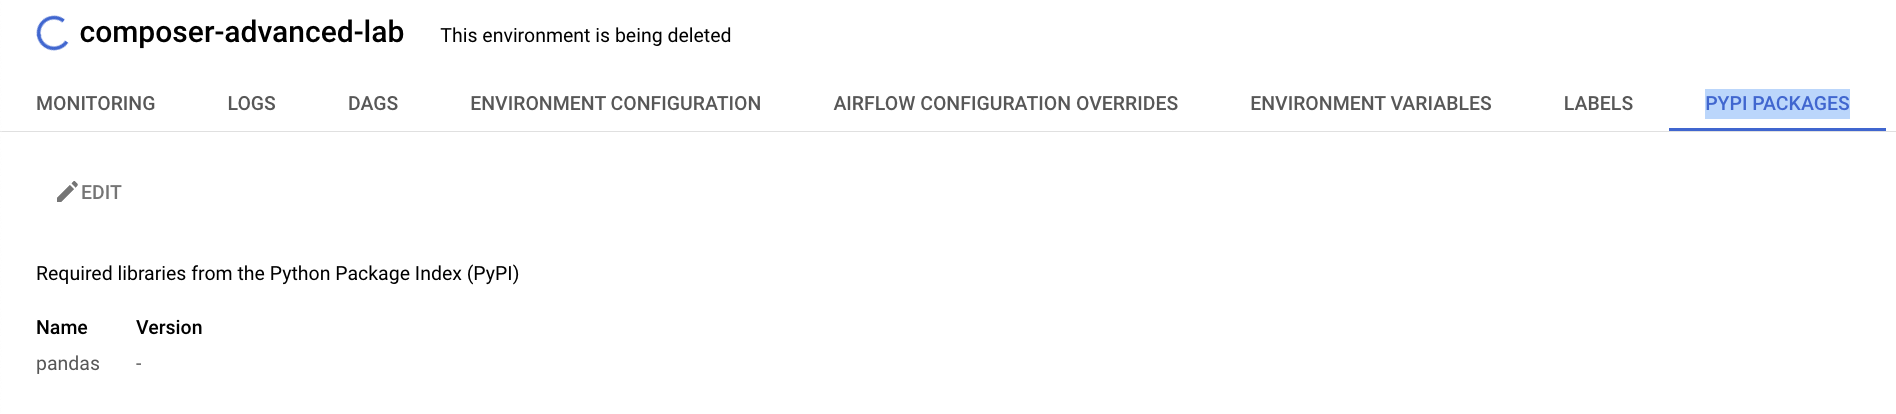 composer-advanced-lab This environment is being deleted
MONITORING LOGS DAGS ENVIRONMENT CONFIGURATION AIRFLOW CONFIGURATION OVERRIDES ENVIRONMENT VARIABLES LABELS PYPI PACKAGES
EDIT
Required libraries from the Python Package Index (PyPI)
Name Version
pandas -